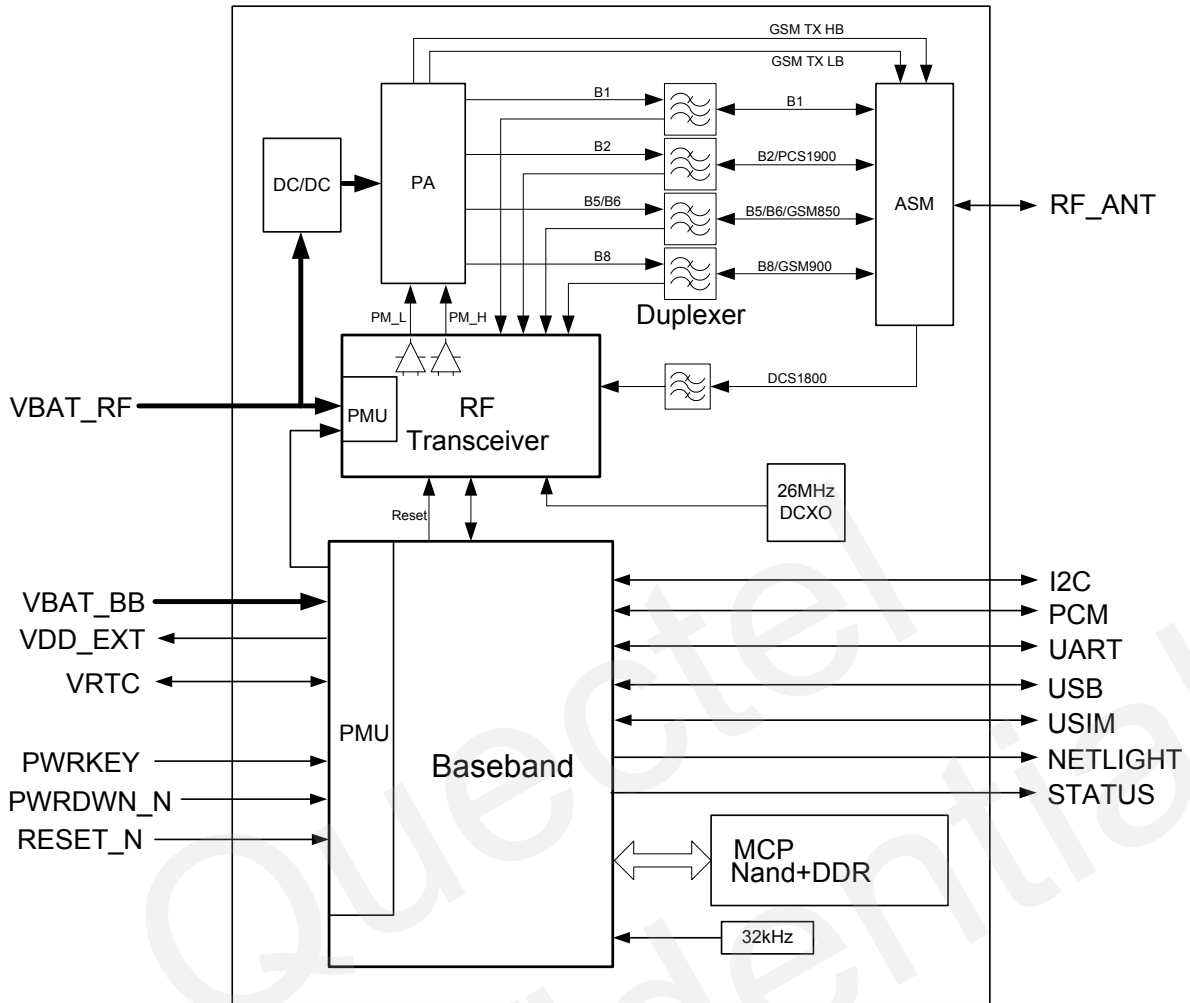 GSM TX HB
GSM TX LB
B1
B1
B2
B2/PCS1900
DC/DC
PA
ASM
RF_ANT
B5/B6
B5/B6/GSM850
B8
B8/GSM900
Duplexer
PM_L
PM_H
DCS1800
VBAT_RF
PMU
RF
Transceiver
26MHz
DCXO
Reset
I2C
VBAT_BB
PCM
VDD_EXT
UART
VRTC
USB
USIM
PMU
Baseband
PWRKEY
NETLIGHT
PWRDWN_N
STATUS
RESET_N
MCP
Nand+DDR
32kHz
Quectel